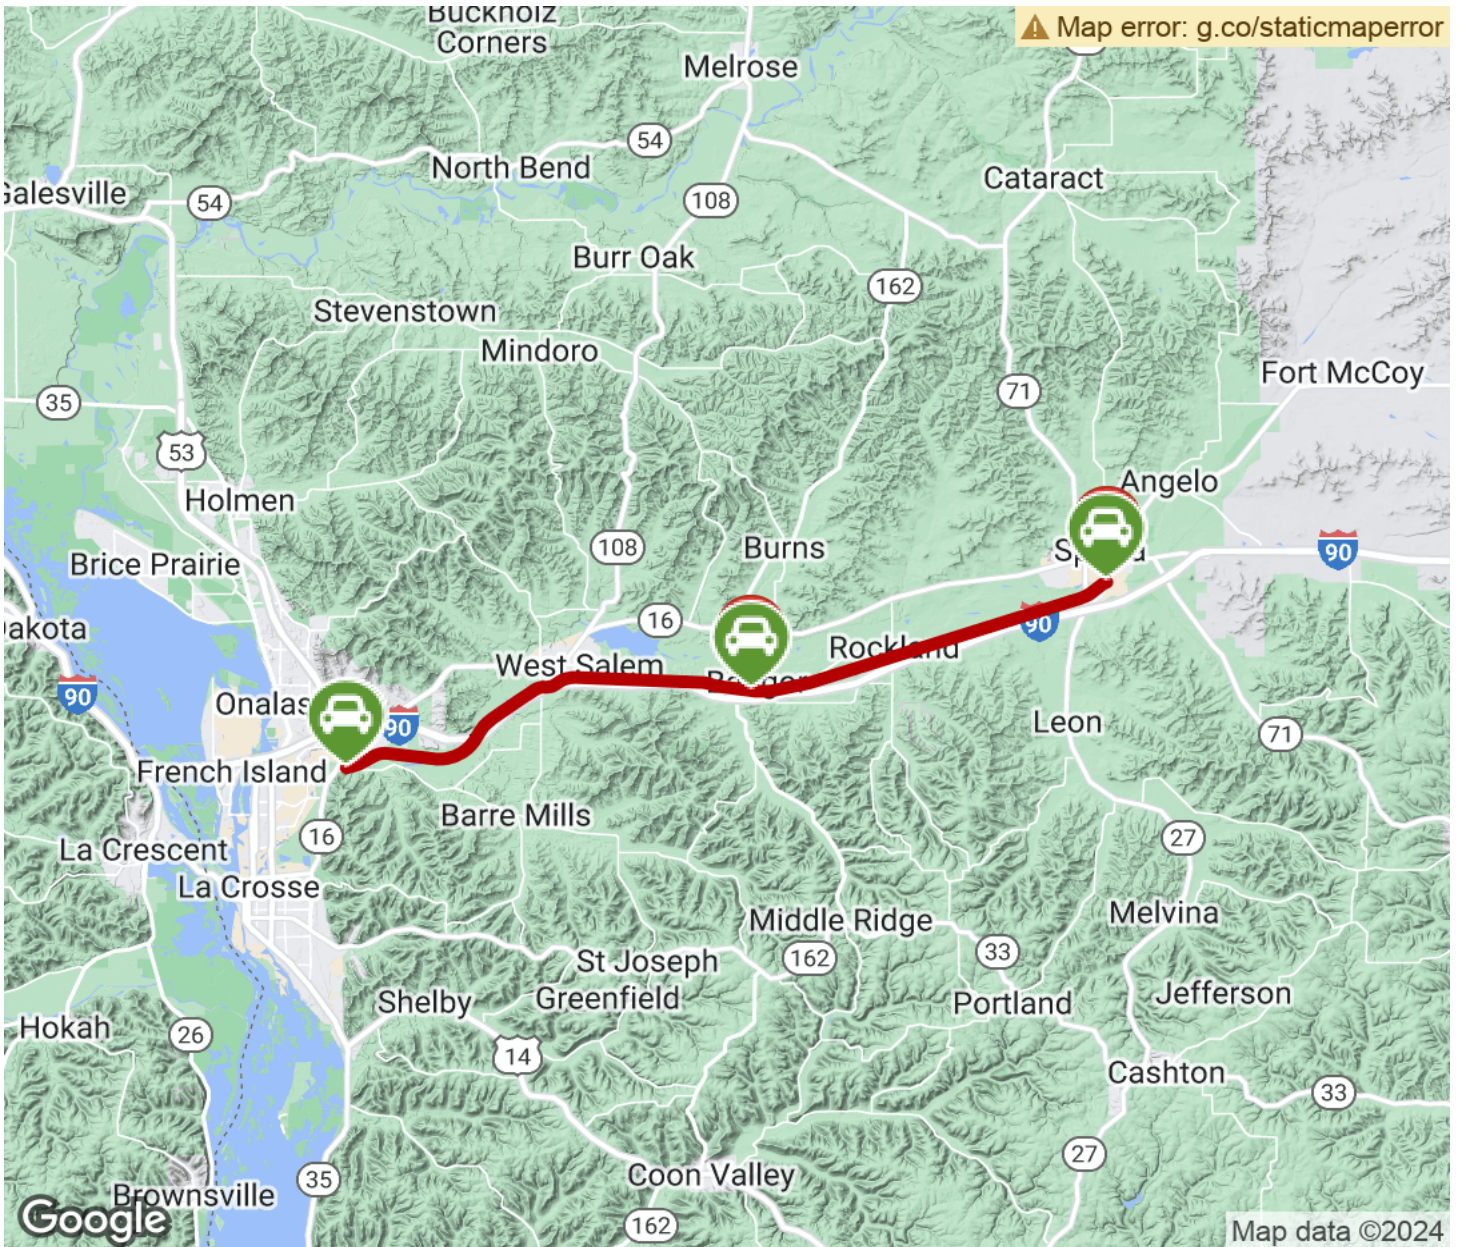 Buckholz
Corners
Map error: g.co/staticmaperror
Melrose
54
North Bend
Cataract
Galesville
54
108
Burr Oak
162
Stevenstown
Mindoro
Fort McCoy
71
35
53
Angelo
Holmen
108
Burns
90
Brice Prairie
16
90
Dakota
Rockland
West Salem
90
Onalas
90
Leon
71
French Island
Barre Mills
16
27
La Crescent
La Crosse
Melvina
Middle Ridge
33
162
St Joseph
Greenfield
Jefferson
Shelby
Portland
Hokah
26
14
Cashton
33
27
Coon Valley
35
Brownsville
Google
162
Map data ©2024